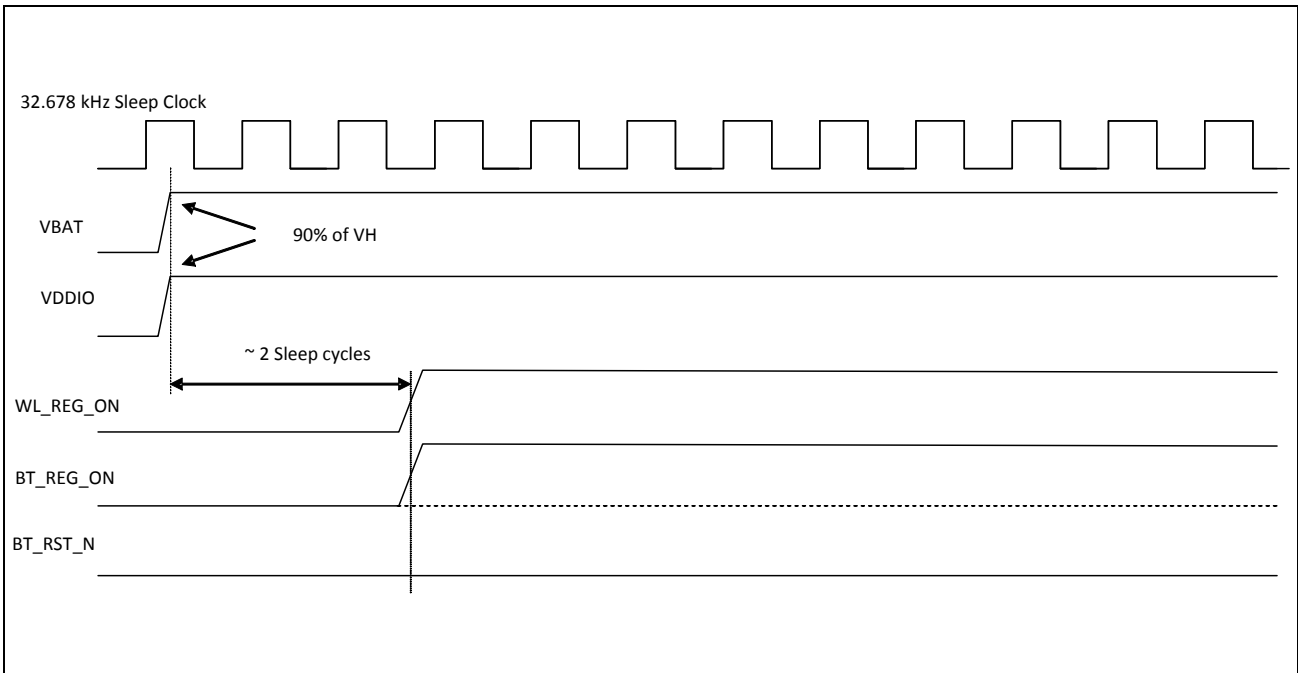 32.678 kHz Sleep Clock
VBAT
90% of VH
VDDIO
~ 2 Sleep cycles
WL_REG_ON
BT_REG_ON
BT_RST_N